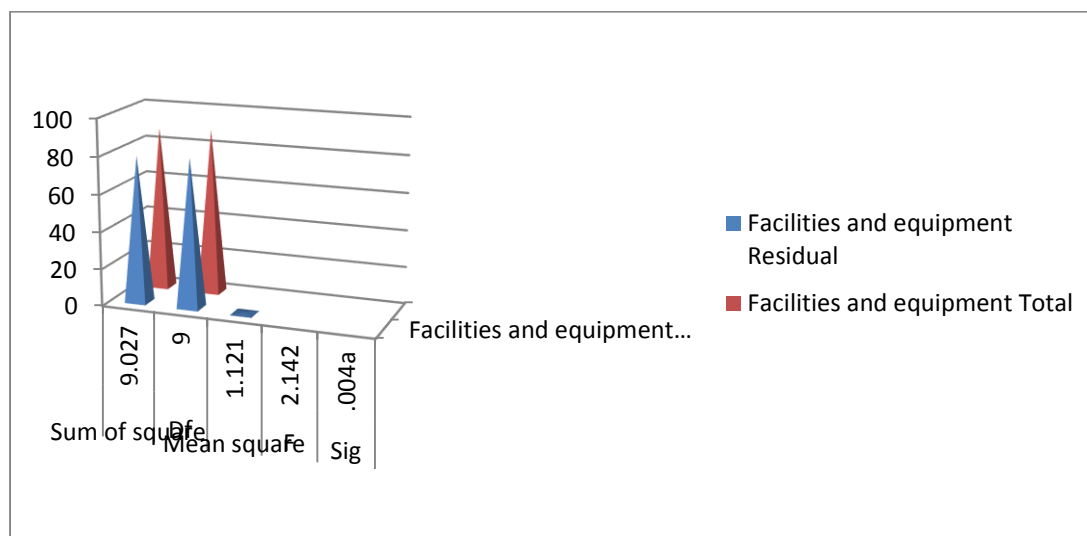 100
80
60
40
20
0
9.027
9
1.121
2.142
.004a
Sum of square
Df
Mean square
F
Sig
Facilities and equipment...
Facilities and equipment
Residual
Facilities and equipment Total